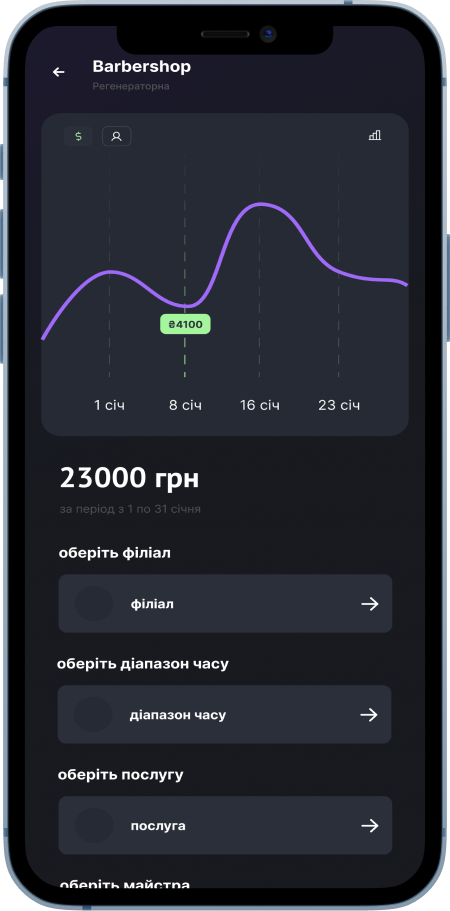 Barbershop
Регенераторна
$
₴4100
1 січ
8 січ
16 січ
23 січ
23000 грн
за період з 1 по 31 січня
оберіть філіал
філіал
оберіть діапазон часу
діапазон часу
оберіть послугу
послуга
оберіть майстра